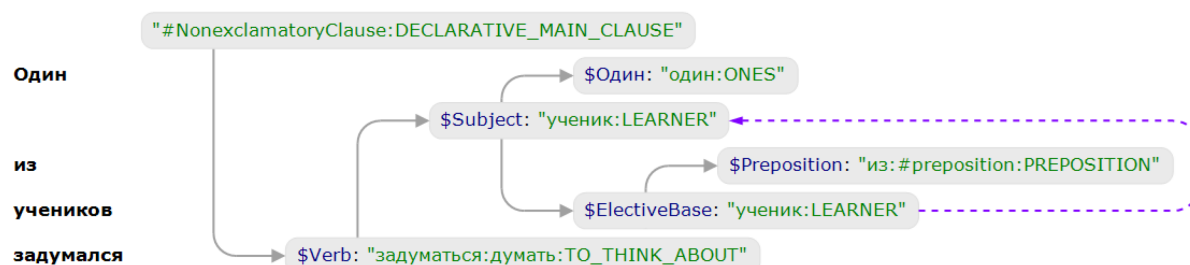 "#NonexclamatoryClause:DECLARATIVE_MAIN_CLAUSE"
Один $Один: "один:ONES"
$Subject: "ученик:LEARNER"
из $Preposition: "из:#preposition:PREPOSITION"
учеников $ElectiveBase: "ученик:LEARNER"
задумался $Verb: "задуматься:думать:TO_THINK_ABOUT"